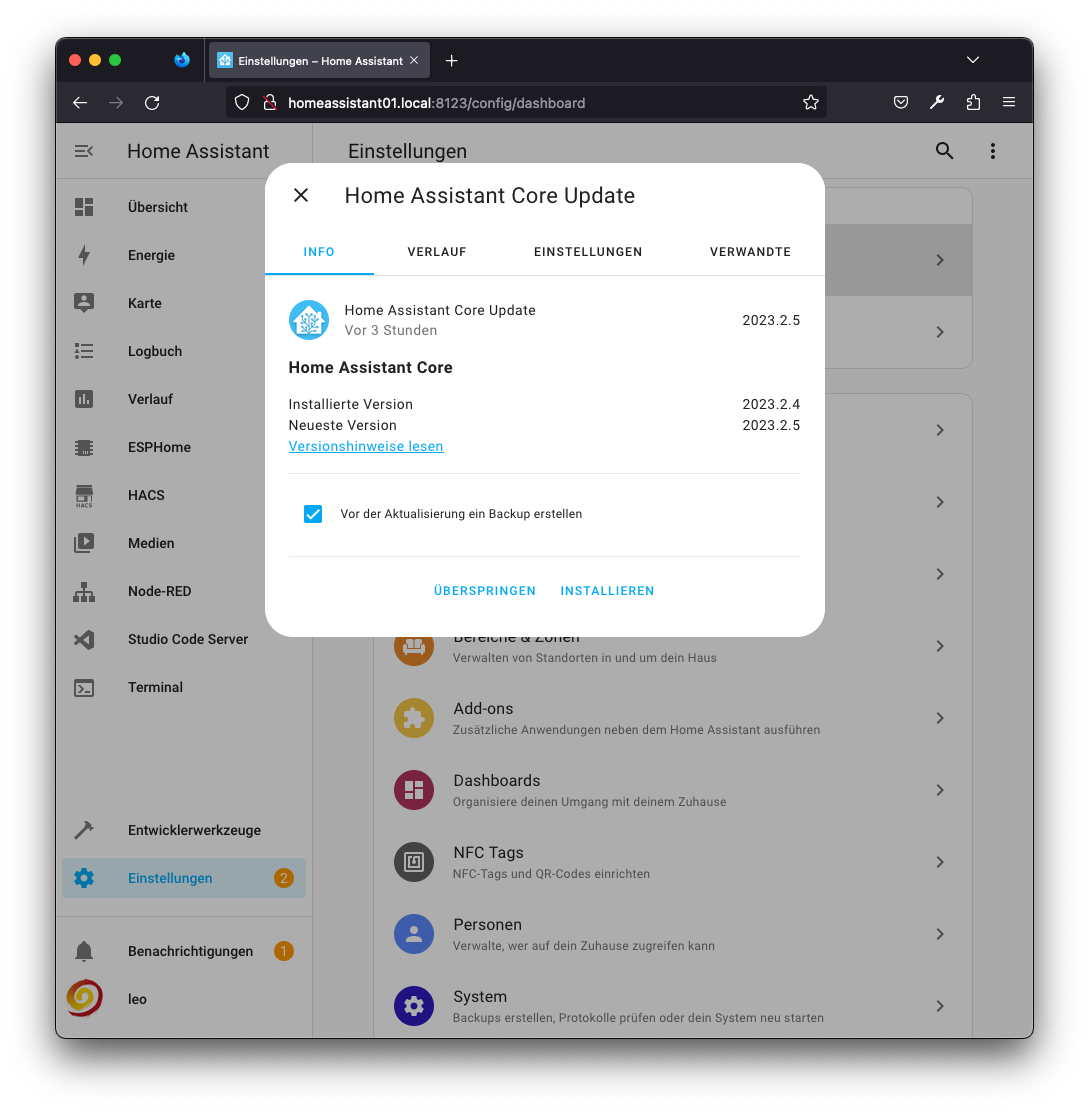 Einstellungen – Home Assistant
homeassistant01.local:8123/config/dashboard
Home Assistant
Einstellungen
Übersicht
Energie
Karte
Logbuch
Verlauf
ESPHome
HACS
HACS
Medien
Node-RED
Studio Code Server
Terminal
Entwicklerwerkzeuge
Einstellungen 2
Benachrichtigungen 1
leo
Home Assistant Core Update
INFO VERLAUF EINSTELLUNGEN VERWANDTE
Home Assistant Core Update 2023.2.5
Vor 3 Stunden
Home Assistant Core
Installierte Version 2023.2.4
Neueste Version 2023.2.5
Versionshinweise lesen
Vor der Aktualisierung ein Backup erstellen
ÜBERSPRINGEN INSTALLIEREN
Bereiche & Zonen
Verwalten von Standorten in und um dein Haus
Add-ons
Zusätzliche Anwendungen neben dem Home Assistant ausführen
Dashboards
Organisiere deinen Umgang mit deinem Zuhause
NFC Tags
NFC-Tags und QR-Codes einrichten
Personen
Verwalte, wer auf dein Zuhause zugreifen kann
System
Backups erstellen, Protokolle prüfen oder dein System neu starten